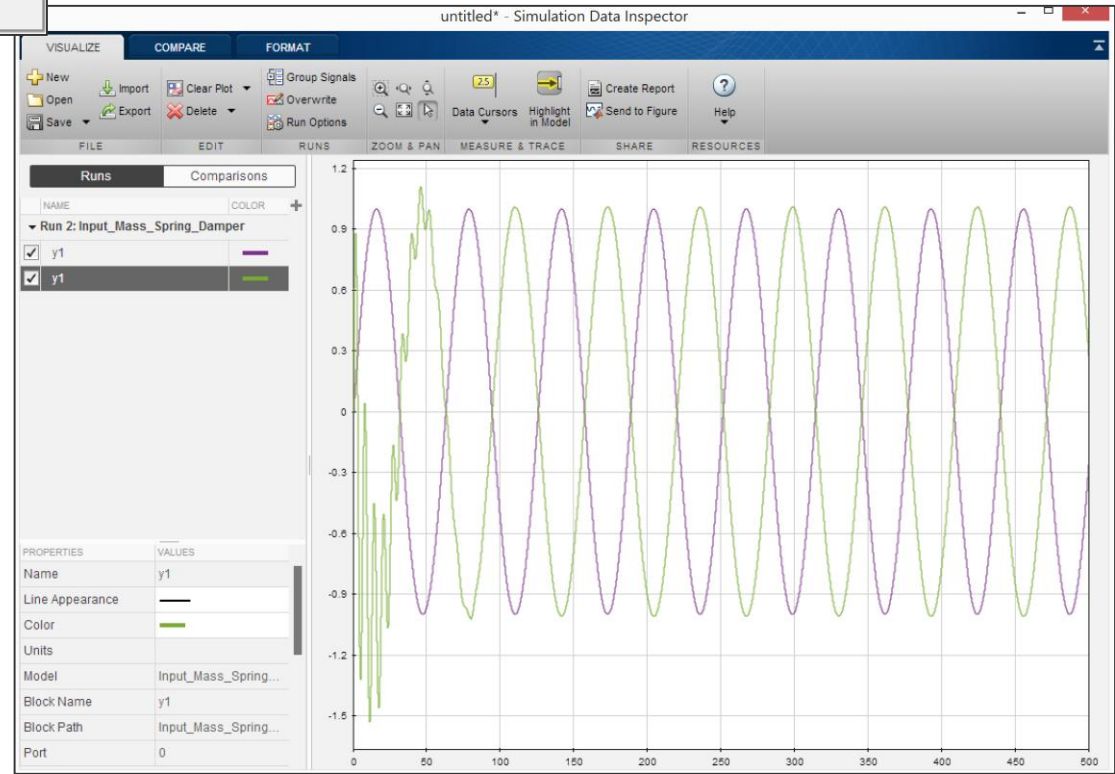 untitled* - Simulation Data Inspector
VISUALIZE COMPARE FORMAT
New
Open
Save
Import
Export
Clear Plot
Delete
Group Signals
Overwrite
Run Options
2.5
Data Cursors
Highlight
in Model
Create Report
Send to Figure
?
Help
FILE EDIT RUNS ZOOM & PAN MEASURE & TRACE SHARE RESOURCES
Runs Comparisons
NAME COLOR
Run 2: Input_Mass_Spring_Damper
y1
y1
PROPERTIES VALUES
Name y1
Line Appearance
Color
Units
Model Input_Mass_Spring...
Block Name y1
Block Path Input_Mass_Spring...
Port 0
1.2
0.9
0.6
0.3
0
-0.3
-0.6
-0.9
-1.2
-1.5
0 50 100 150 200 250 300 350 400 450 500